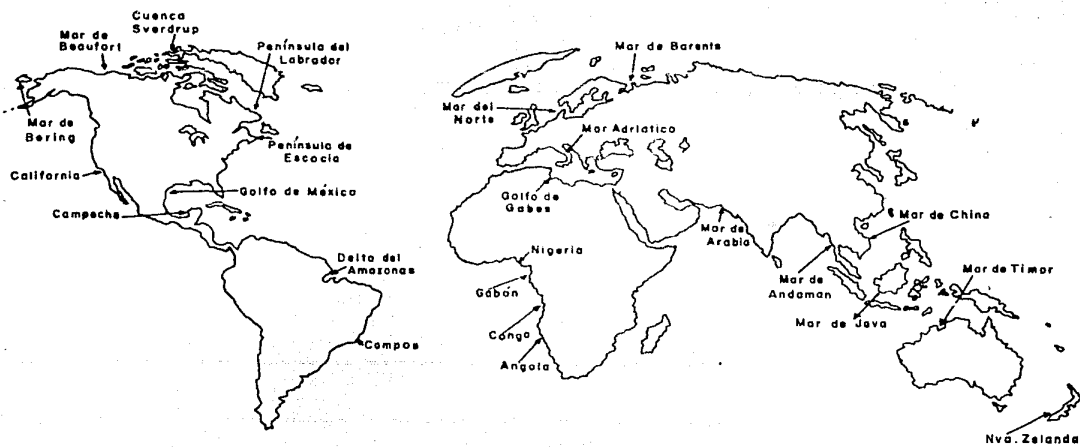 Cuenca
Sverdrup
Mar de
Beaufort
Península del
Labrador
Mar de Barents
Mar del
Norte
Mar Adriatico
Mar de
Bering
Península de
Escocia
California
Golfo de México
Golfo de
Gabes
Campeche
Mar de
Arabia
Mar de China
Delta del
Amazonas
Nigeria
Gabón
Mar de
Andaman
Mar de Timor
Mar de Java
Congo
Campos
Angola
Nva. Zelanda